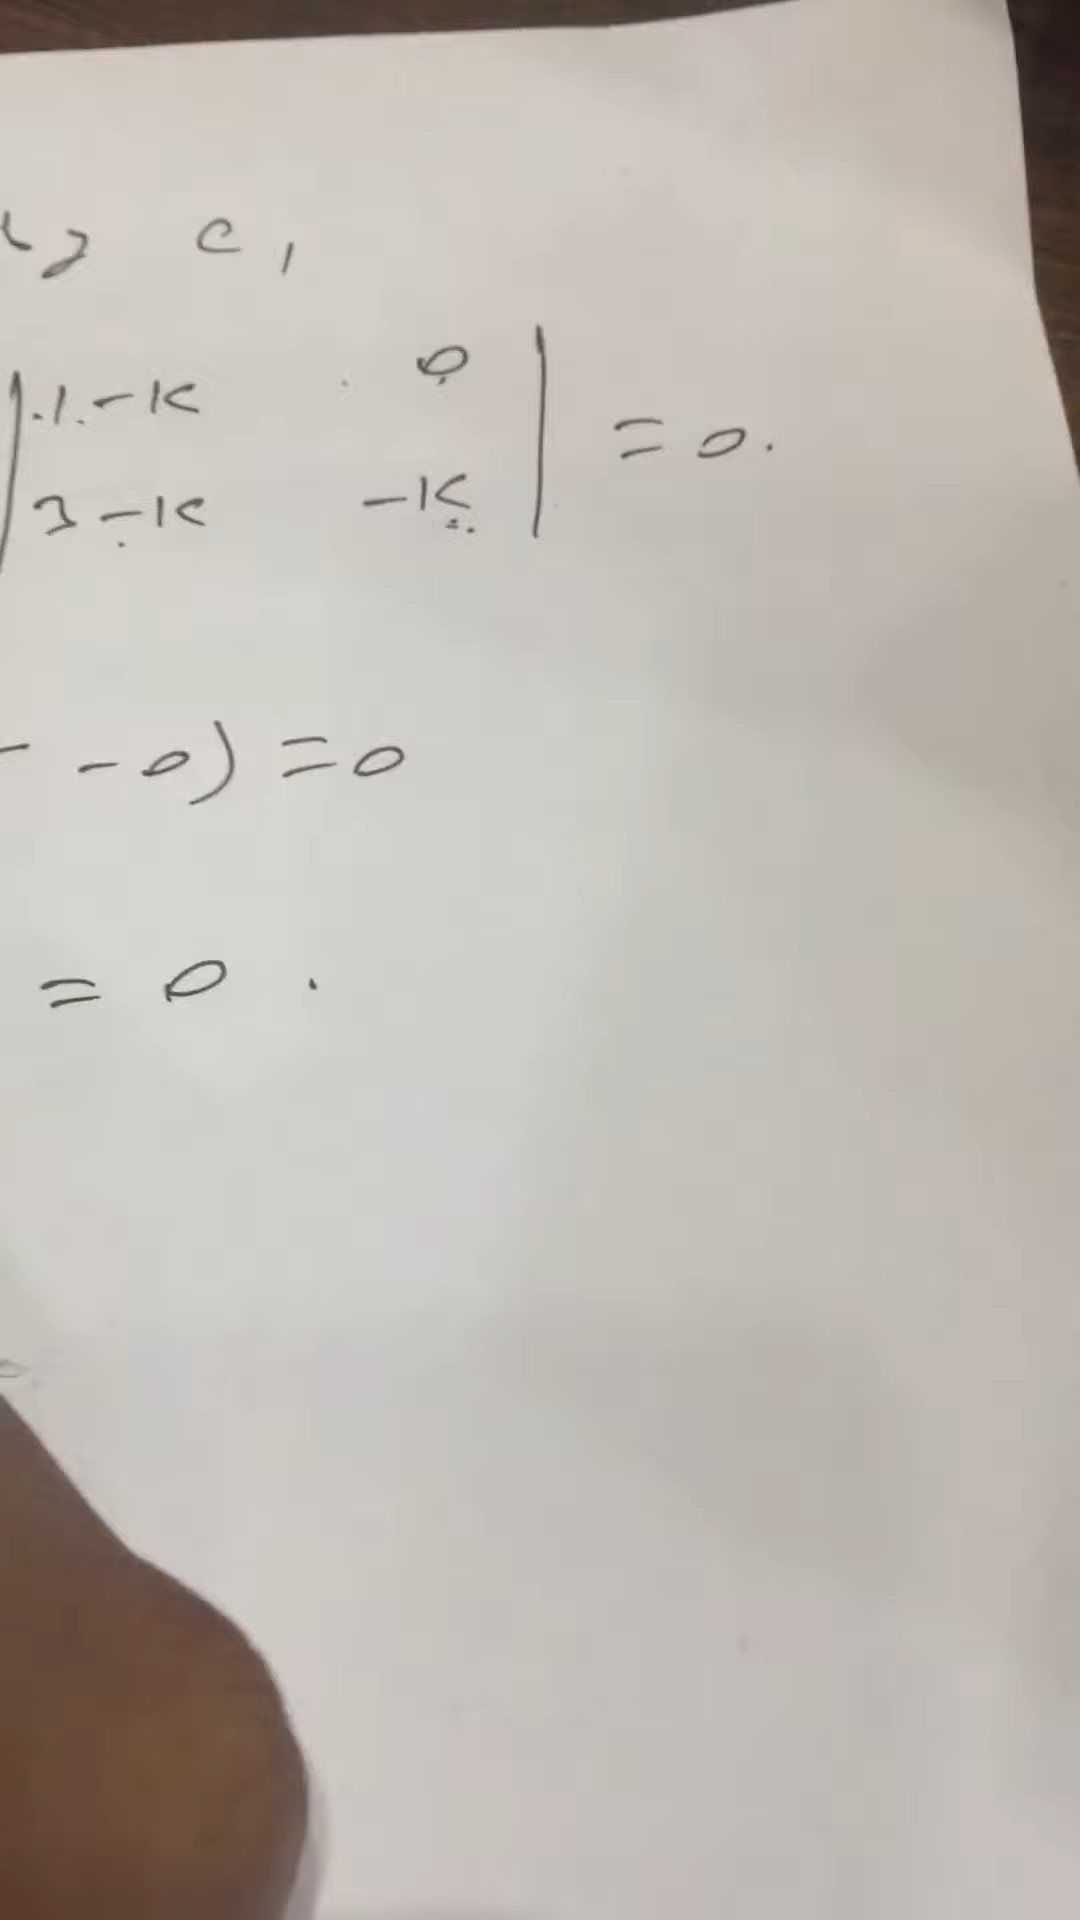 c,
|1-K 0| = 0.
|3-K -K|
- 0) = 0
= 0.